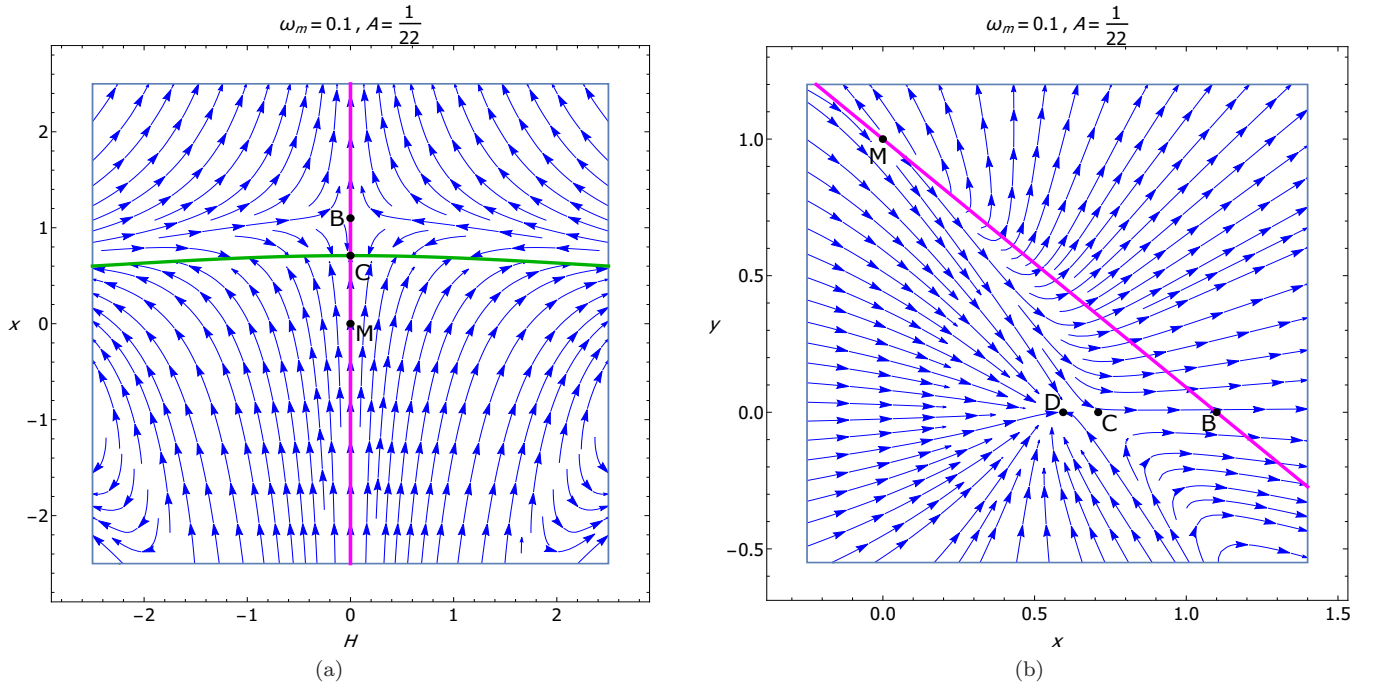 ω_m = 0.1 , A = 1/22
2
1
0
−1
−2
x
B
C
M
−2
−1
0
1
2
H
(a)
ω_m = 0.1 , A = 1/22
1.0
0.5
0.0
−0.5
y
M
D
C
B
0.0
0.5
1.0
1.5
x
(b)